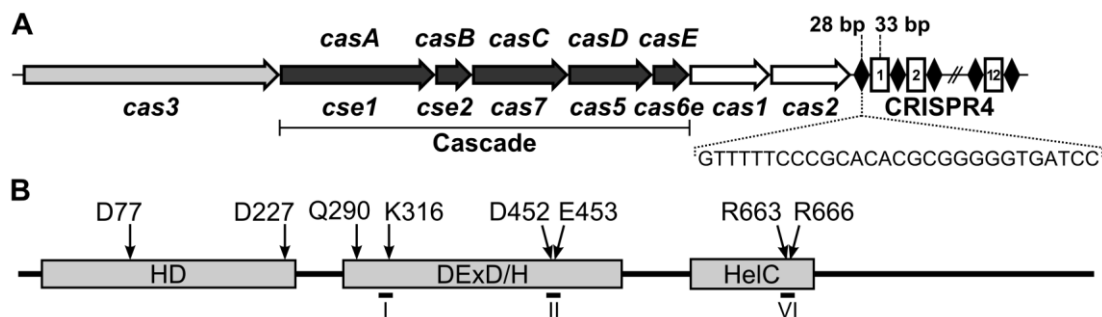 A
28 bp 33 bp
casA casB casC casD casE
1 2 12
cas3 cse1 cse2 cas7 cas5 cas6e cas1 cas2 CRISPR4
Cascade
GTTTTTCCCGCACACGCGGGGGTGATCC
B
D77 D227 Q290 K316 D452 E453 R663 R666
HD DExD/H HelC
I II VI